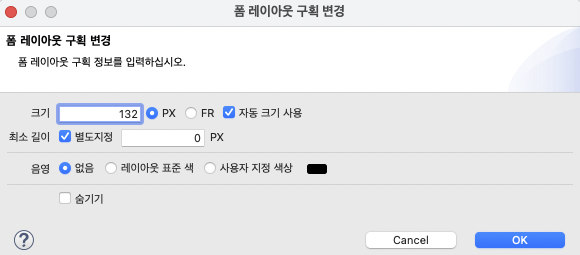 폼 레이아웃 구획 변경
폼 레이아웃 구획 변경
폼 레이아웃 구획 정보를 입력하십시오.
크기 132 PX FR 자동 크기 사용
최소 길이 별도지정 0 PX
음영 없음 레이아웃 표준 색 사용자 지정 색상
숨기기
? Cancel OK